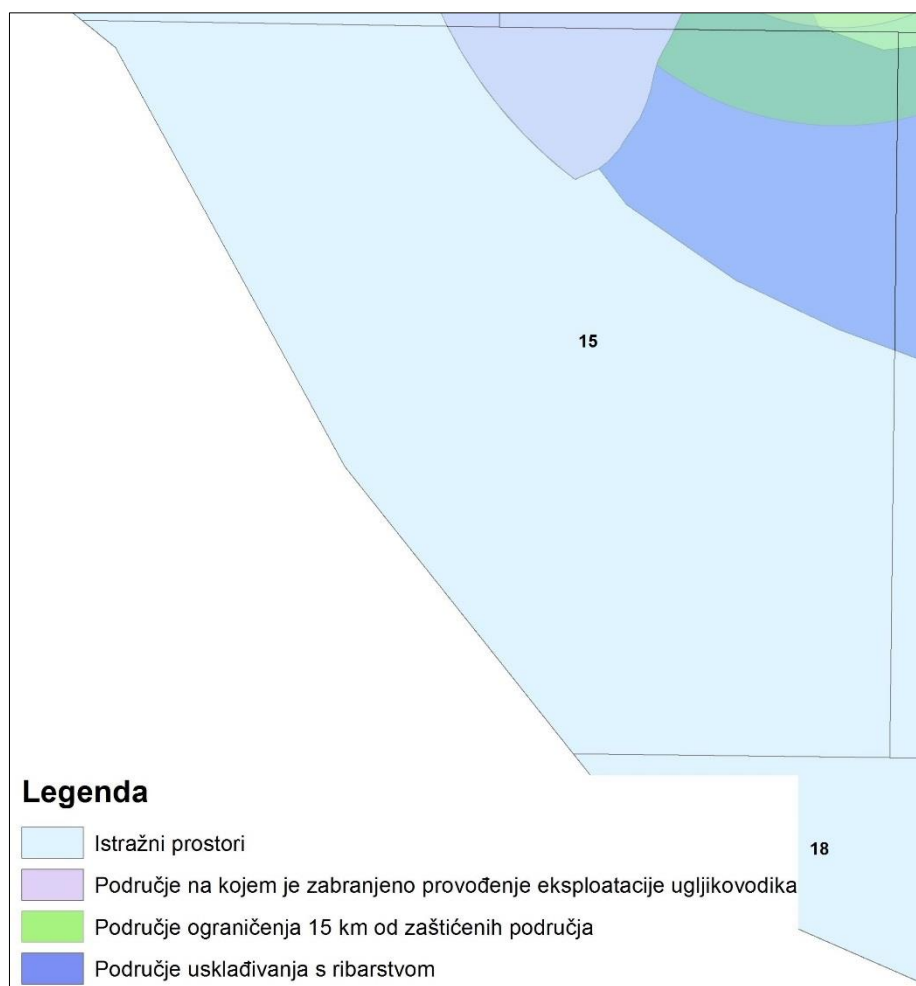 15
Legenda
Istražni prostori
18
Područje na kojem je zabranjeno provođenje eksploatacije ugljikovodika
Područje ograničenja 15 km od zaštićenih područja
Područje usklađivanja s ribarstvom